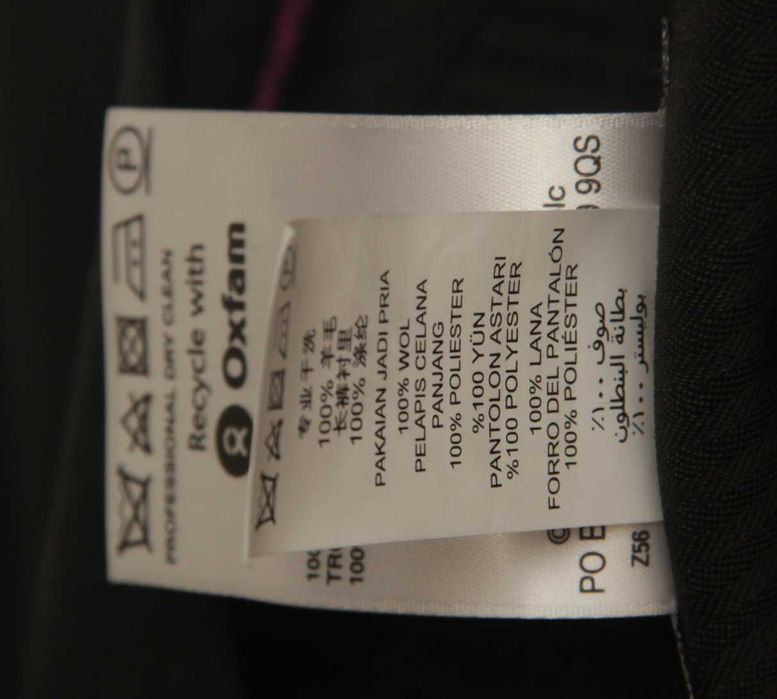 PROFESSIONAL DRY CLEAN
Recycle with
Oxfam
TR
100
PO
9QS
Z56
专业干洗
100% 羊毛
长裤衬里
100% 涤纶
PAKAIAN JADI PRIA
100% WOL
PELAPIS CELANA
PANJANG
100% POLIESTER
%100 YÜN
PANTOLON ASTARI
%100 POLYESTER
100% LANA
FORRO DEL PANTALÓN
100% POLIÉSTER
٪١٠٠ صوف
بطانة البنطلون
٪١٠٠ بوليستر